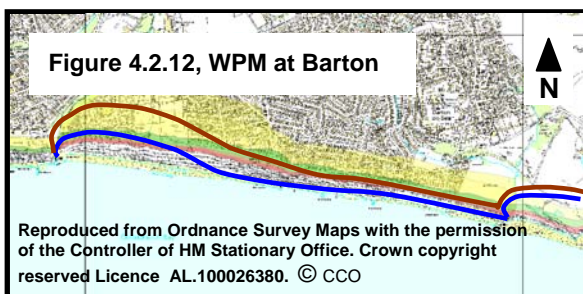 Figure 4.2.12, WPM at Barton
N
Reproduced from Ordnance Survey Maps with the permission
of the Controller of HM Stationary Office. Crown copyright
reserved Licence AL.100026380. © CCO